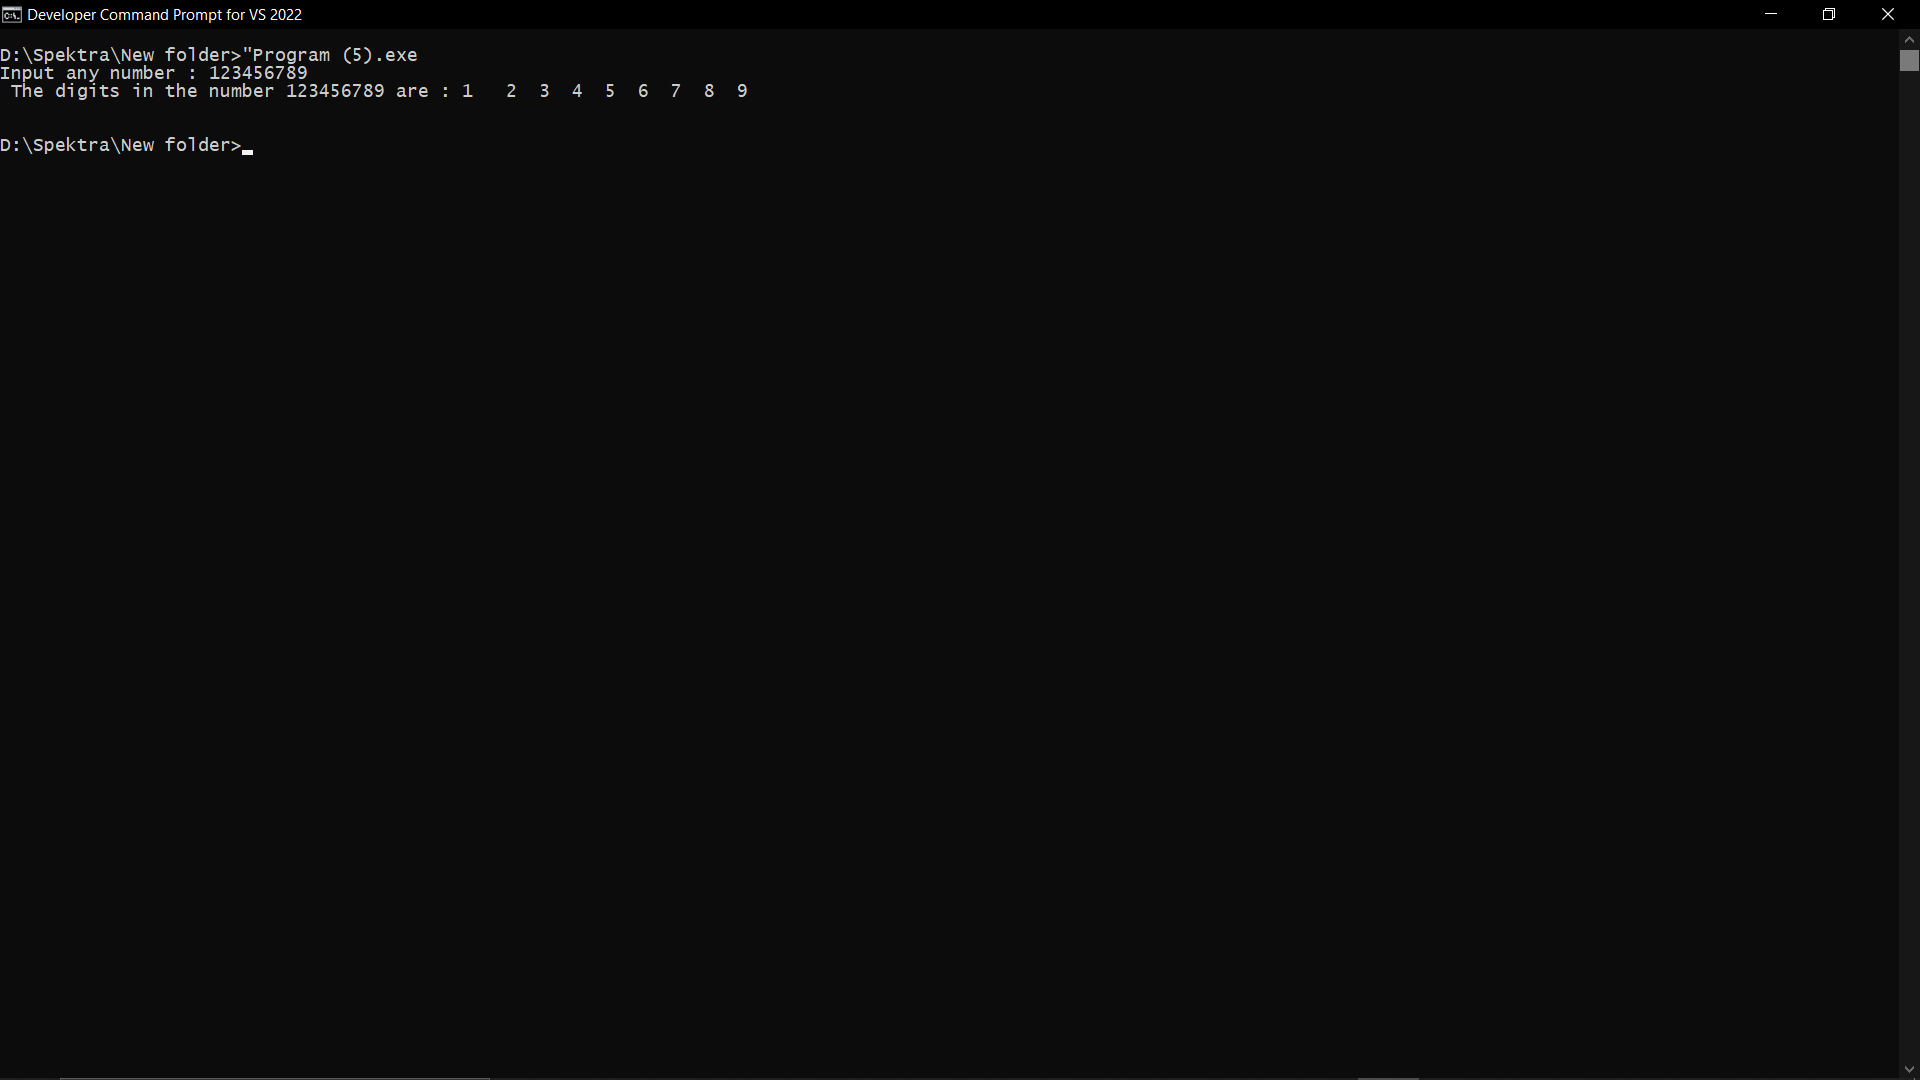 Developer Command Prompt for VS 2022
D:\Spektra\New folder>"Program (5).exe
Input any number : 123456789
 The digits in the number 123456789 are : 1   2  3  4  5  6  7  8  9
D:\Spektra\New folder>